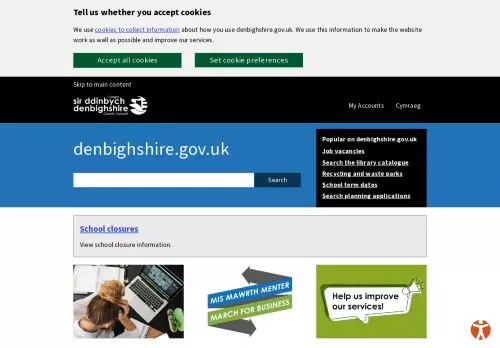 Tell us whether you accept cookies
We use cookies to collect information about how you use denbighshire.gov.uk. We use this information to make the website
work as well as possible and improve our services.
Accept all cookies
Set cookie preferences
Skip to main content
sir ddinbych
denbighshire
County Council
My Accounts
Cymraeg
denbighshire.gov.uk
Search
Popular on denbighshire.gov.uk
Job vacancies
Search the library catalogue
Recycling and waste parks
School term dates
Search planning applications
School closures
View school closure information.
MIS MAWRTH MENTER
MARCH FOR BUSINESS
Help us improve
our services!